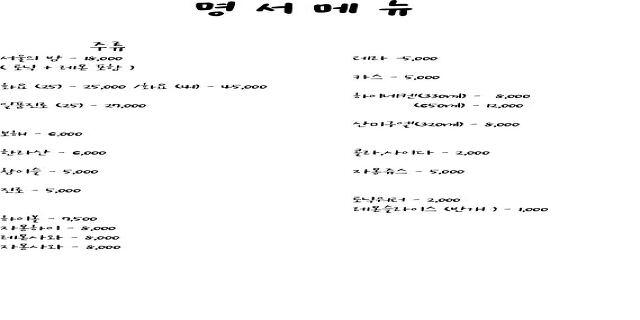 명서메뉴
주류
서울의 밤 - 18,000
( 토닉 + 레몬 포함 )
화요 (25) - 25,000 /화요 (41) - 45,000
일품진로 (25) - 27,000
보해 - 6,000
한라산 - 6,000
참이슬 - 5,000
진로 - 5,000
하이볼 - 7,500
자몽하이 - 8,000
레몬사와 - 8,000
자몽사와 - 8,000
테라 -5,000
카스 - 5,000
하이네켄(330ml) - 8,000
(650ml) - 12,000
산미구엘(320ml) - 8,000
콜라,사이다 - 2,000
자몽쥬스 - 5,000
토닉워터 - 2,000
레몬슬라이스 (반개 ) - 1,000